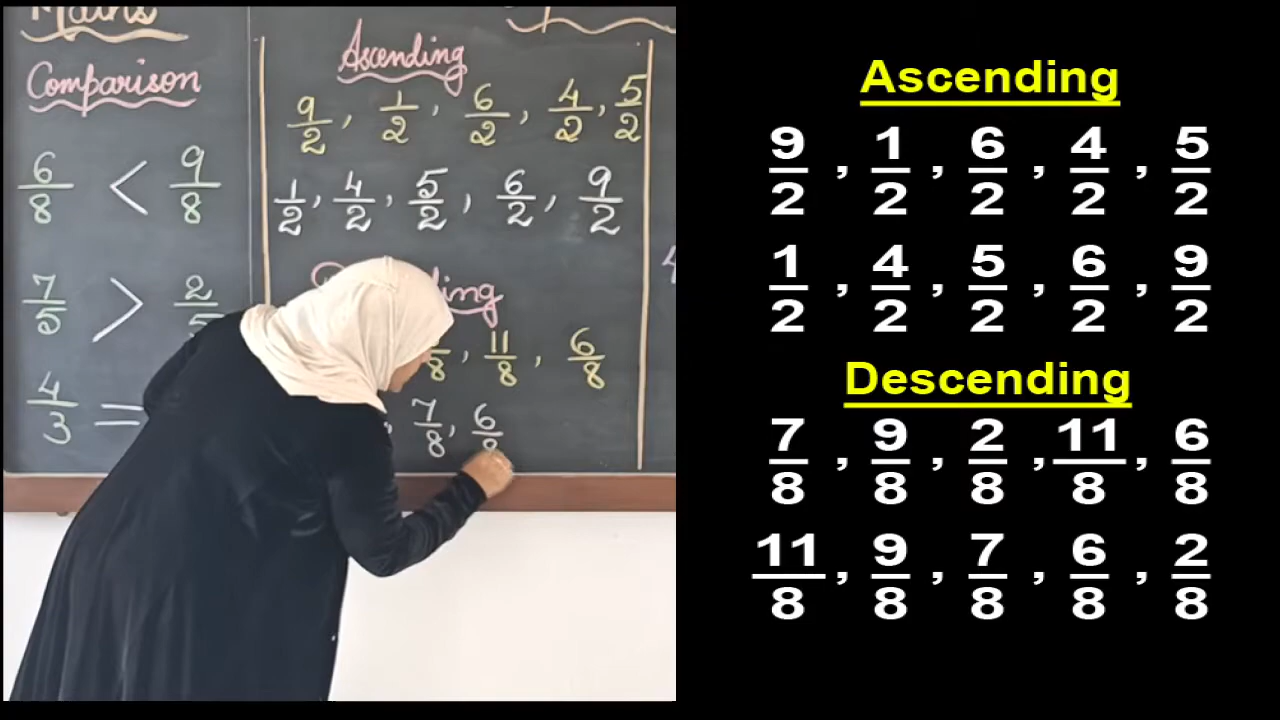 Maths
Comparison
6/8 < 9/8
7/5 > 2/5
4/3 =
Ascending
9/2, 1/2, 6/2, 4/2, 5/2
1/2, 4/2, 5/2, 6/2, 9/2
11/8, 6/8
7/8, 6/8
Ascending
9/2, 1/2, 6/2, 4/2, 5/2
1/2, 4/2, 5/2, 6/2, 9/2
Descending
7/8, 9/8, 2/8, 11/8, 6/8
11/8, 9/8, 7/8, 6/8, 2/8